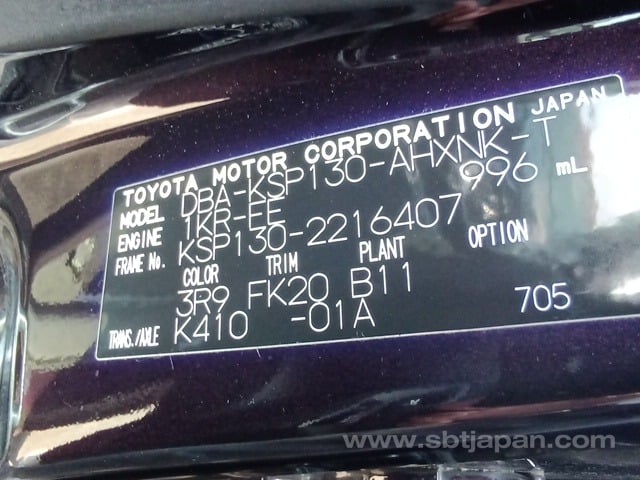 TOYOTA MOTOR CORPORATION JAPAN
MODEL DBA-KSP130-AHXNK-T
ENGINE 1KR-FE 996 mL
FRAME No. KSP130-2216407
COLOR TRIM PLANT OPTION
3R9 FK20 B11
TRANS./AXLE K410 -01A 705
www.sbtjapan.com